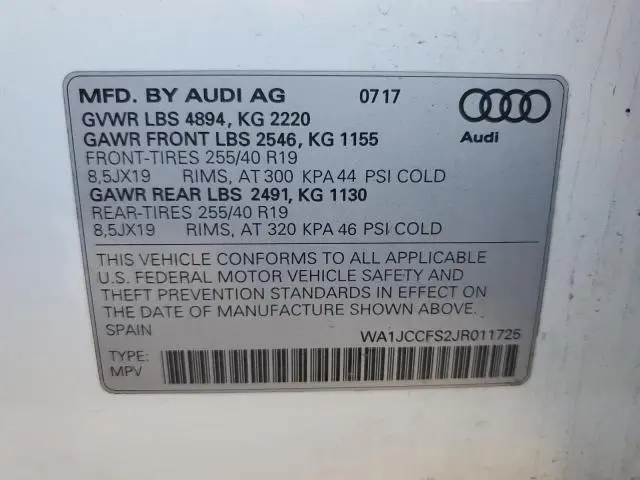 MFD. BY AUDI AG 0717
GVWR LBS 4894, KG 2220
GAWR FRONT LBS 2546, KG 1155
FRONT-TIRES 255/40 R19
8,5JX19 RIMS, AT 300 KPA 44 PSI COLD
GAWR REAR LBS 2491, KG 1130
REAR-TIRES 255/40 R19
8,5JX19 RIMS, AT 320 KPA 46 PSI COLD
Audi
THIS VEHICLE CONFORMS TO ALL APPLICABLE
U.S. FEDERAL MOTOR VEHICLE SAFETY AND
THEFT PREVENTION STANDARDS IN EFFECT ON
THE DATE OF MANUFACTURE SHOWN ABOVE.
SPAIN WA1JCCFS2JR011725
TYPE:
MPV